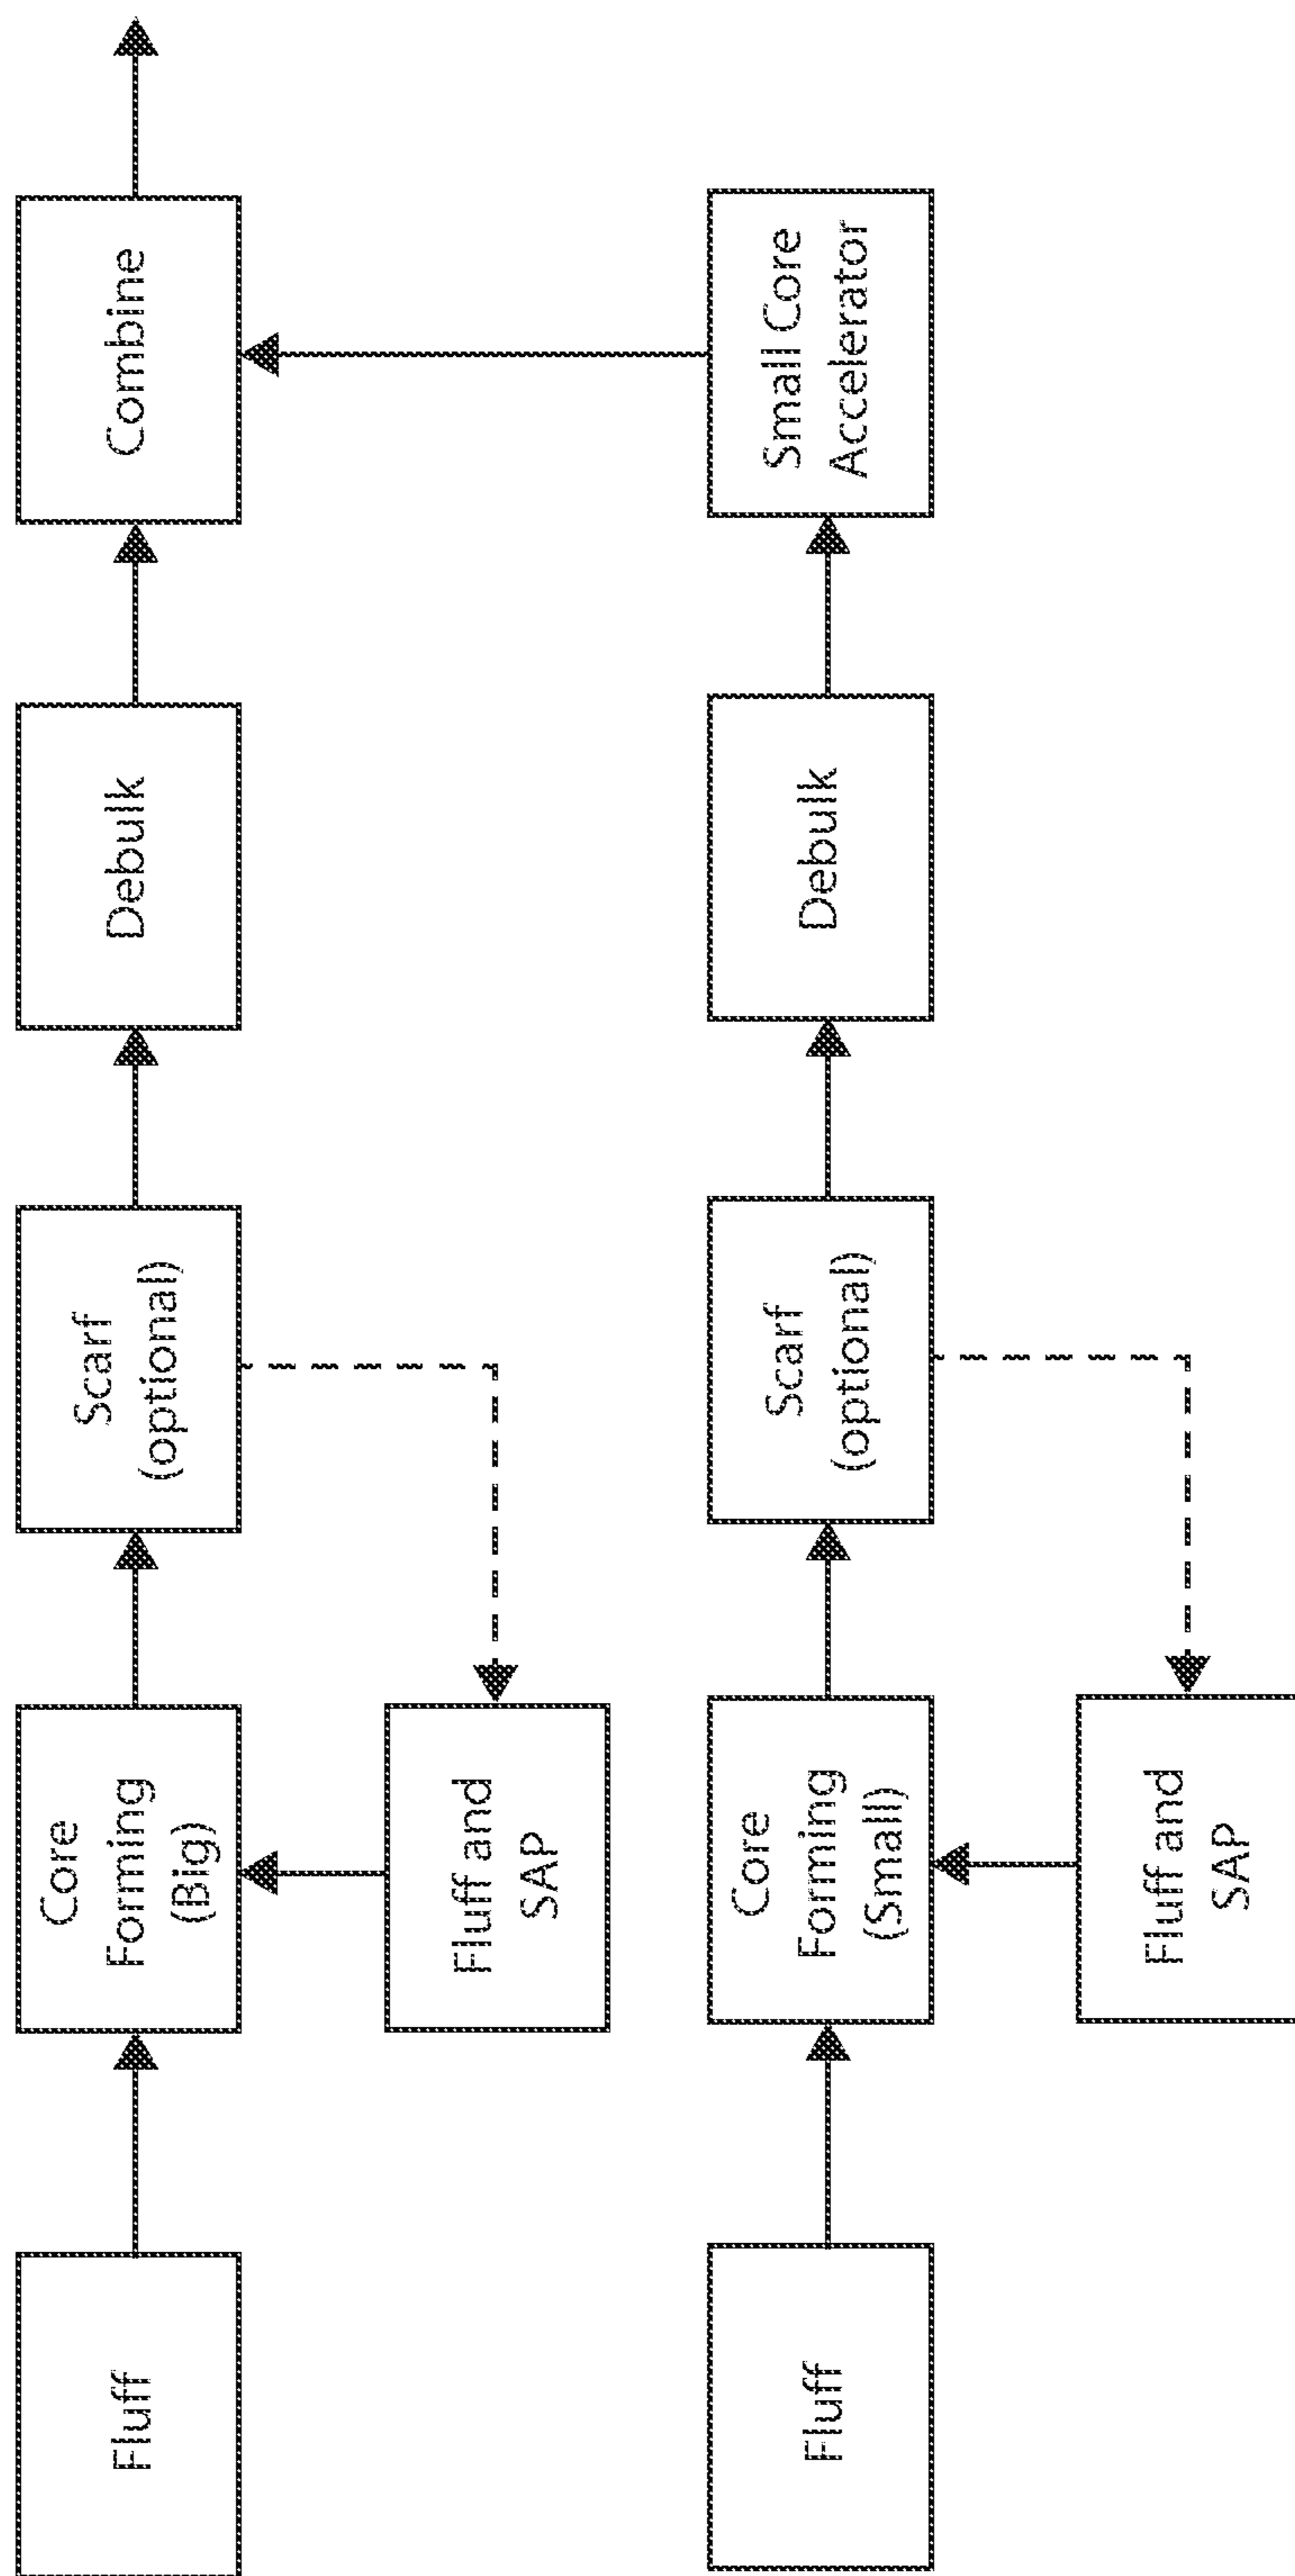 Fluff
Core
Forming
(Big)
Scarf
(optional)
Debulk
Combine
Fluff and
SAP
Fluff
Core
Forming
(Small)
Scarf
(optional)
Debulk
Small Core
Accelerator
Fluff and
SAP